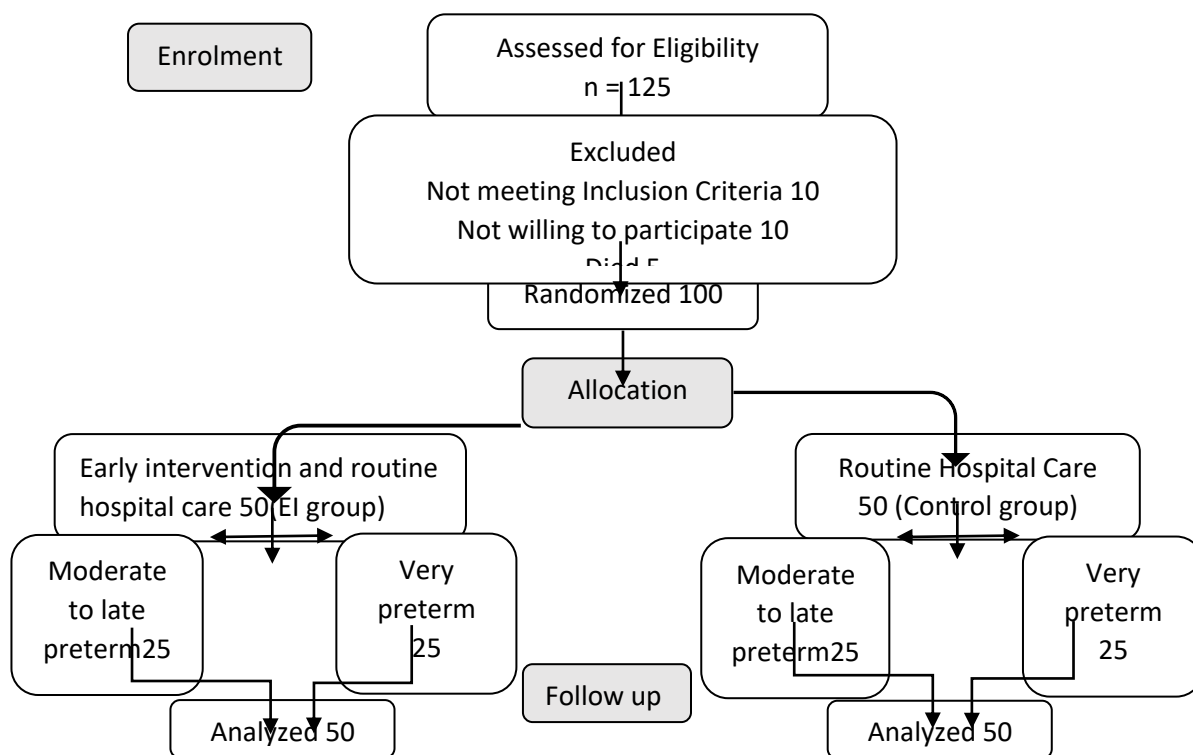 Enrolment
Assessed for Eligibility
n = 125
Excluded
Not meeting Inclusion Criteria 10
Not willing to participate 10
Randomized 100
Allocation
Early intervention and routine
hospital care 50(EI group)
Routine Hospital Care
50 (Control group)
Moderate
to late
preterm25
Very
preterm
25
Moderate
to late
preterm25
Very
preterm
25
Follow up
Analyzed 50
Analyzed 50